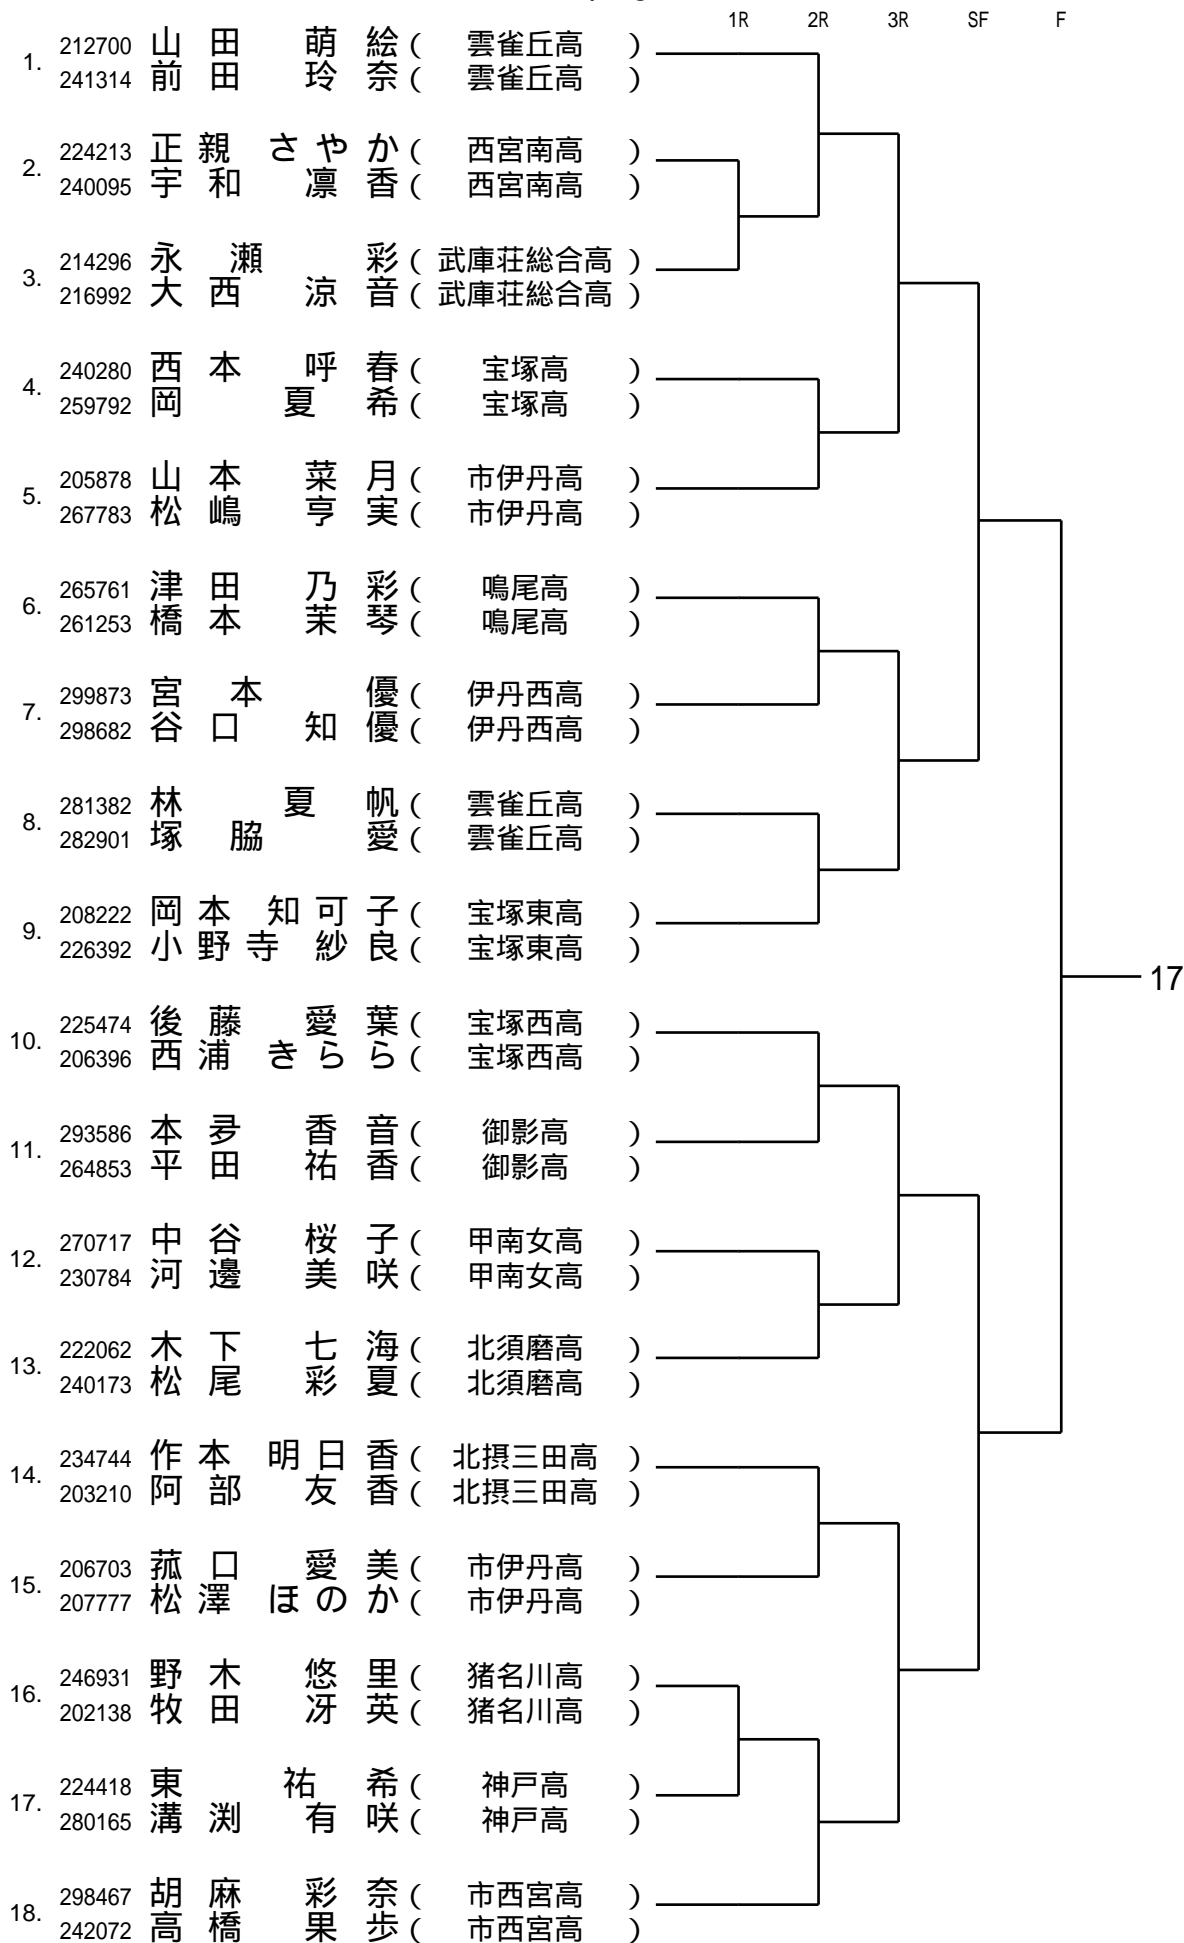 1R 2R 3R SF F
1. 212700 山田 萌絵 ( 雲雀丘高 )
241314 前田 玲奈 ( 雲雀丘高 )
2. 224213 正親 さやか ( 西宮南高 )
240095 宇和 凛香 ( 西宮南高 )
3. 214296 永瀬 彩 ( 武庫荘総合高 )
216992 大西 涼音 ( 武庫荘総合高 )
4. 240280 西本 呼春 ( 宝塚高 )
259792 岡 夏希 ( 宝塚高 )
5. 205878 山本 菜月 ( 市伊丹高 )
267783 松嶋 亨実 ( 市伊丹高 )
6. 265761 津田 乃彩 ( 鳴尾高 )
261253 橋本 茉琴 ( 鳴尾高 )
7. 299873 宮本 優 ( 伊丹西高 )
298682 谷口 知優 ( 伊丹西高 )
8. 281382 林 夏帆 ( 雲雀丘高 )
282901 塚脇 愛 ( 雲雀丘高 )
9. 208222 岡本 知可子 ( 宝塚東高 )
226392 小野寺 紗良 ( 宝塚東高 )
17
10. 225474 後藤 愛葉 ( 宝塚西高 )
206396 西浦 きらら ( 宝塚西高 )
11. 293586 本夛 香音 ( 御影高 )
264853 平田 祐香 ( 御影高 )
12. 270717 中谷 桜子 ( 甲南女高 )
230784 河邊 美咲 ( 甲南女高 )
13. 222062 木下 七海 ( 北須磨高 )
240173 松尾 彩夏 ( 北須磨高 )
14. 234744 作本 明日香 ( 北摂三田高 )
203210 阿部 友香 ( 北摂三田高 )
15. 206703 菰口 愛美 ( 市伊丹高 )
207777 松澤 ほのか ( 市伊丹高 )
16. 246931 野木 悠里 ( 猪名川高 )
202138 牧田 冴英 ( 猪名川高 )
17. 224418 東 祐希 ( 神戸高 )
280165 溝渕 有咲 ( 神戸高 )
18. 298467 胡麻 彩奈 ( 市西宮高 )
242072 高橋 果歩 ( 市西宮高 )